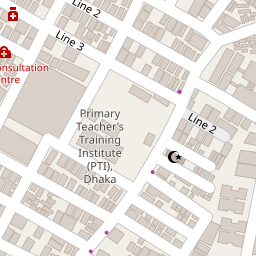 Line 2
Line 3
onsultation
entre
Primary
Teacher's
Training
Institute
(PTI),
Dhaka
Line 2